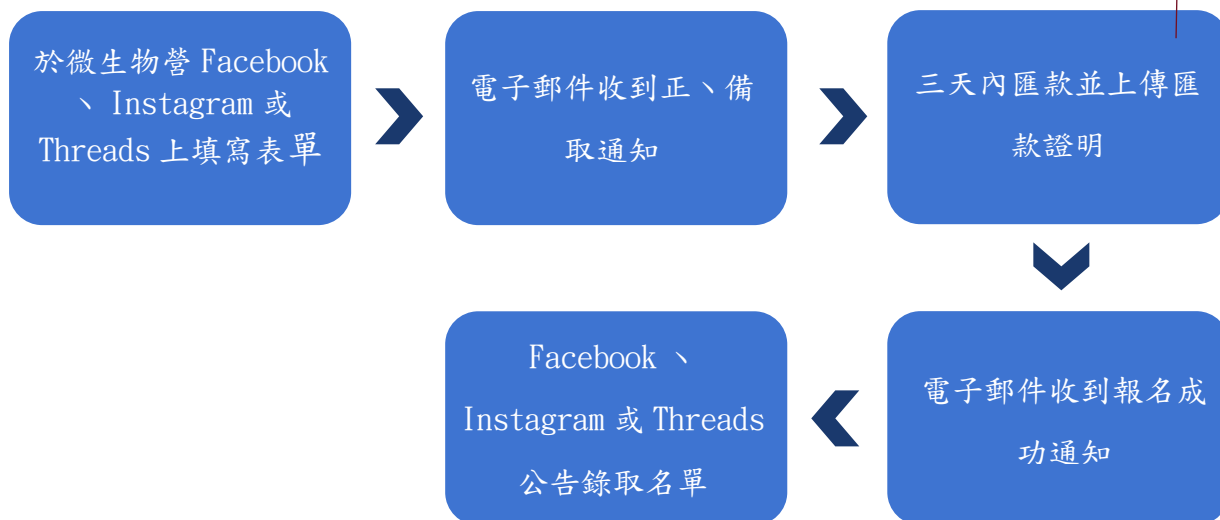 於微生物營 Facebook
、Instagram 或
Threads 上填寫表單
電子郵件收到正、備
取通知
三天內匯款並上傳匯
款證明
電子郵件收到報名成
功通知
Facebook、
Instagram 或 Threads
公告錄取名單